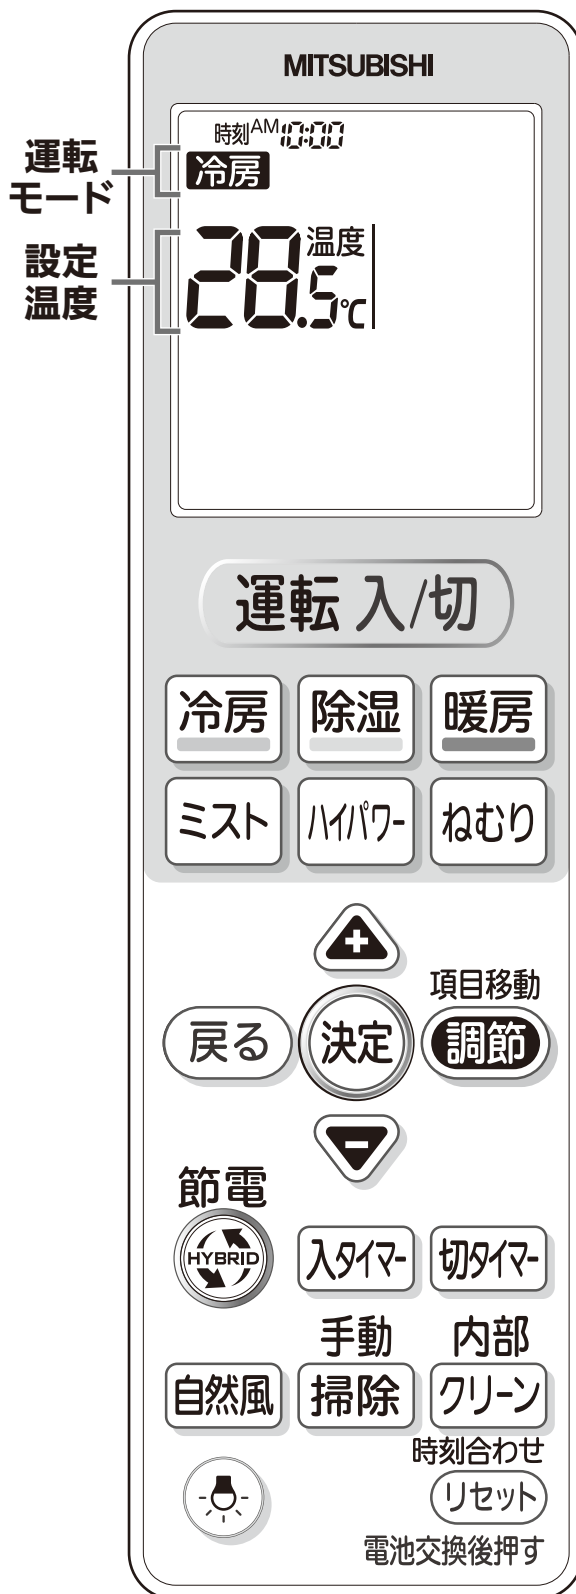 MITSUBISHI
時刻AM10:00
運転
モード
冷房
設定
温度
28.5℃
温度
運転 入/切
冷房
除湿
暖房
ミスト
ハイパワー
ねむり
+
項目移動
戻る
決定
調節
-
節電
HYBRID
入タイマー
切タイマー
手動
内部
自然風
掃除
クリーン
時刻合わせ
リセット
電池交換後押す